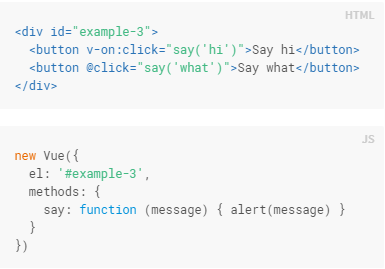 HTML
<div id="example-3">
  <button v-on:click="say('hi')">Say hi</button>
  <button @click="say('what')">Say what</button>
</div>
JS
new Vue({
  el: '#example-3',
  methods: {
    say: function (message) { alert(message) }
  }
})